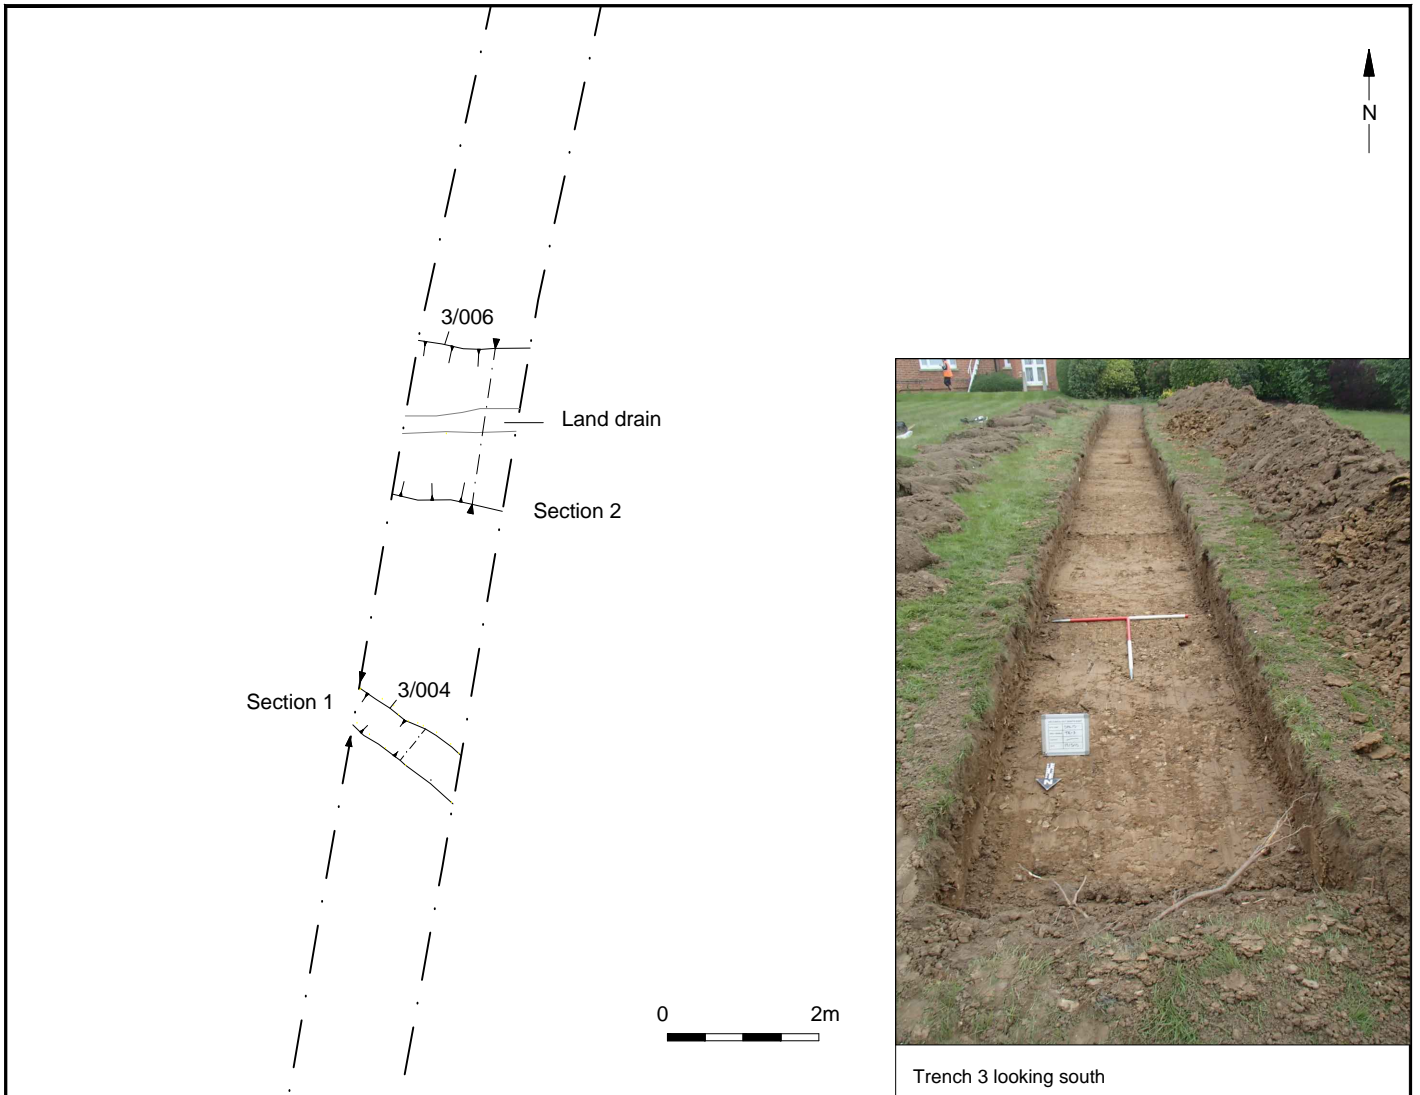 N
3/006
Land drain
Section 2
3/004
Section 1
0 2m
Trench 3 looking south